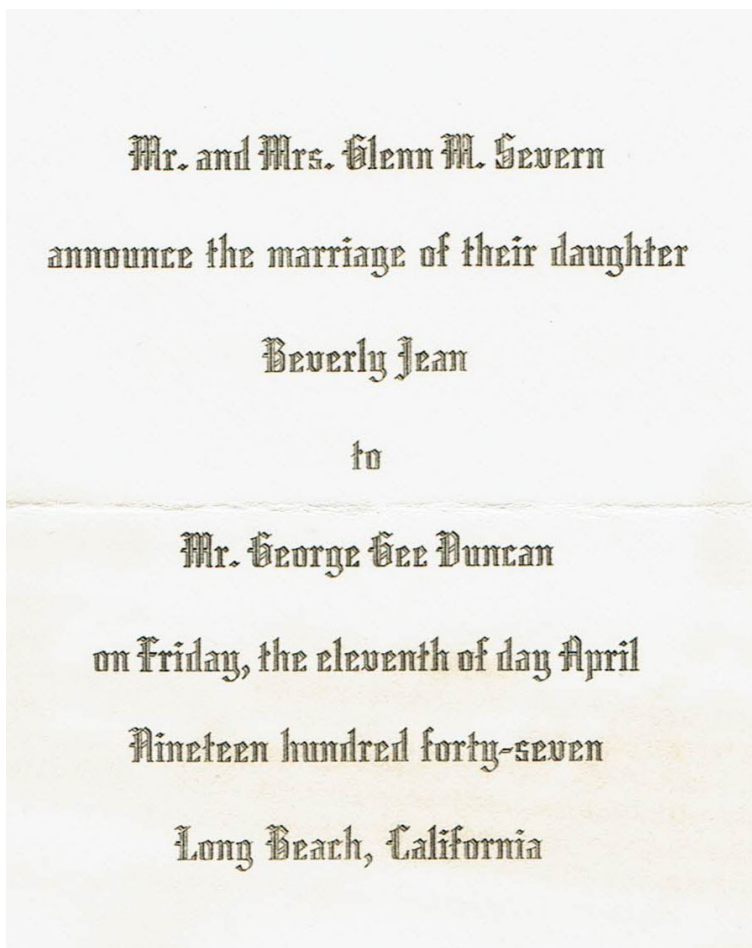 Mr. and Mrs. Glenn M. Severn
announce the marriage of their daughter
Beverly Jean
to
Mr. George Gee Duncan
on Friday, the eleventh of day April
Nineteen hundred forty-seven
Long Beach, California